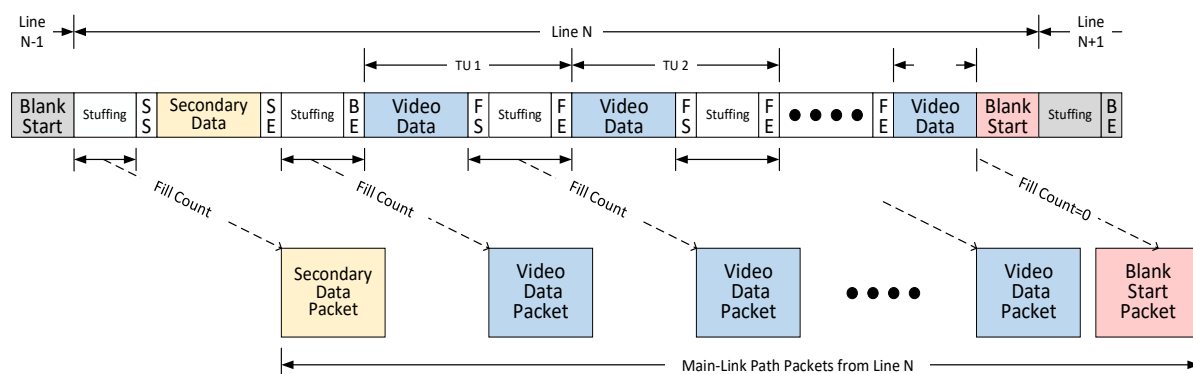 Line
N-1
Line N
Line
N+1
TU 1
TU 2
Blank
Start
Stuffing
S
S
Secondary
Data
S
E
Stuffing
B
E
Video
Data
F
S
Stuffing
F
E
Video
Data
F
S
Stuffing
F
E
F
E
Video
Data
Blank
Start
Stuffing
B
E
Fill Count
Fill Count
Fill Count
Fill Count=0
Secondary
Data
Packet
Video
Data
Packet
Video
Data
Packet
Video
Data
Packet
Blank
Start
Packet
Main-Link Path Packets from Line N